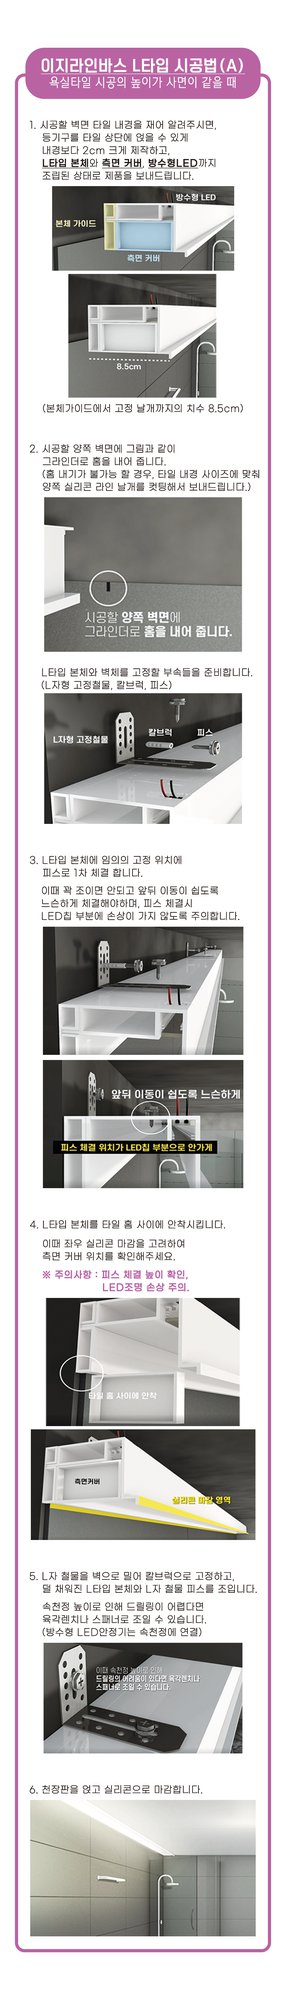 이지라인바스 L타입 시공법(A)
욕실타일 시공의 높이가 사면이 같을 때
1. 시공할 벽면 타일 내경을 재어 알려주시면,
등기구를 타일 상단에 얹을 수 있게
내경보다 2cm 크게 제작하고,
L타입 본체와 측면 커버, 방수형LED까지
조립된 상태로 제품을 보내드립니다.
방수형 LED
본체 가이드
측면 커버
8.5cm
(본체가이드에서 고정 날개까지의 치수 8.5cm)
2. 시공할 양쪽 벽면에 그림과 같이
그라인더로 홈을 내어 줍니다.
(홈 내기가 불가능 할 경우, 타일 내경 사이즈에 맞춰
양쪽 실리콘 라인 날개를 컷팅해서 보내드립니다.)
시공할 양쪽 벽면에
그라인더로 홈을 내어 줍니다.
L타입 본체와 벽체를 고정할 부속들을 준비합니다.
(L자형 고정철물, 칼브럭, 피스)
L자형 고정철물
칼브럭
피스
3. L타입 본체에 임의의 고정 위치에
피스로 1차 체결 합니다.
이때 꽉 조이면 안되고 앞뒤 이동이 쉽도록
느슨하게 체결해야하며, 피스 체결시
LED칩 부분에 손상이 가지 않도록 주의합니다.
앞뒤 이동이 쉽도록 느슨하게
피스 체결 위치가 LED칩 부분으로 안가게
4. L타입 본체를 타일 홈 사이에 안착시킵니다.
이때 좌우 실리콘 마감을 고려하여
측면 커버 위치를 확인해주세요.
※ 주의사항 : 피스 체결 높이 확인,
LED조명 손상 주의.
타일 홈 사이에 안착
측면커버
실리콘 마감 영역
5. L자 철물을 벽으로 밀어 칼브럭으로 고정하고,
덜 채워진 L타입 본체와 L자 철물 피스를 조입니다.
속천정 높이로 인해 드릴링이 어렵다면
육각렌치나 스패너로 조일 수 있습니다.
(방수형 LED안정기는 속천정에 연결)
이때 속천정 높이로 인해
드릴링의 어려움이 있다면 육각렌치나
스패너로 조일 수 있습니다.
6. 천장판을 얹고 실리콘으로 마감합니다.